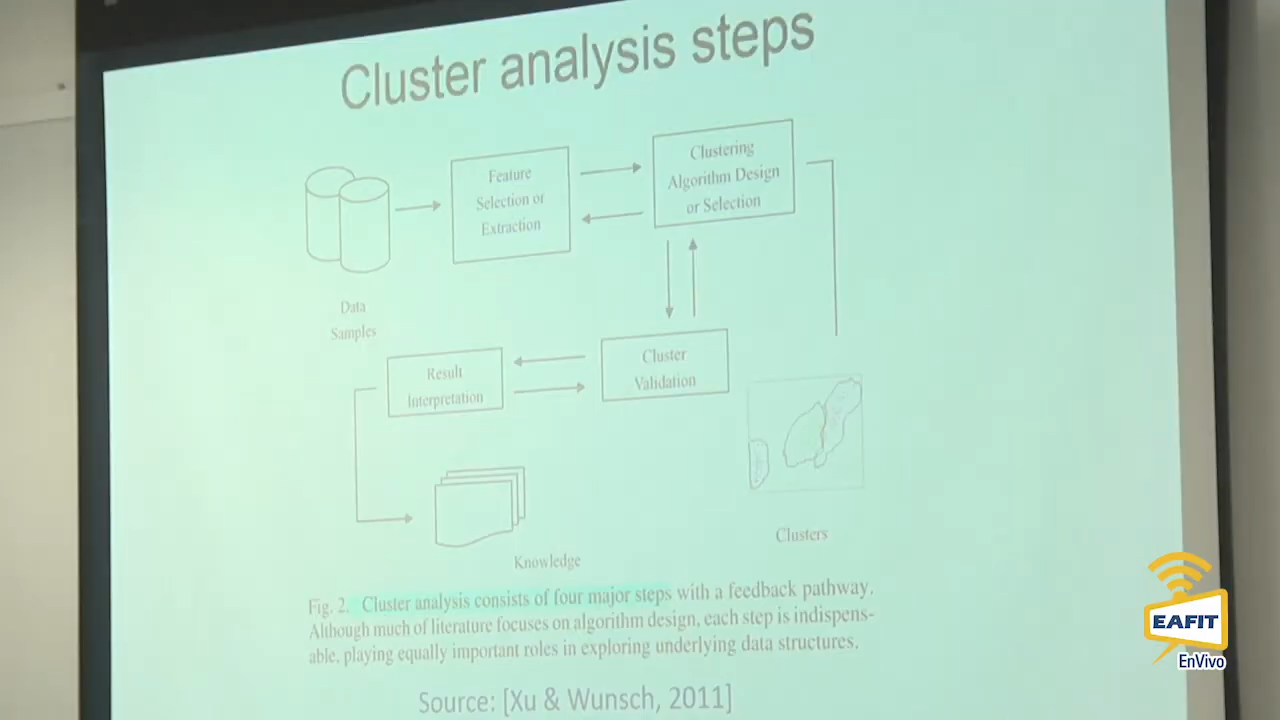 Cluster analysis steps
Feature
Selection or
Extraction
Clustering
Algorithm Design
or Selection
Data
Samples
Result
Interpretation
Cluster
Validation
Knowledge
Clusters
Fig. 2. Cluster analysis consists of four major steps with a feedback pathway.
Although much of literature focuses on algorithm design, each step is indispens-
able, playing equally important roles in exploring underlying data structures.
Source: [Xu & Wunsch, 2011]
EAFIT
EnVivo